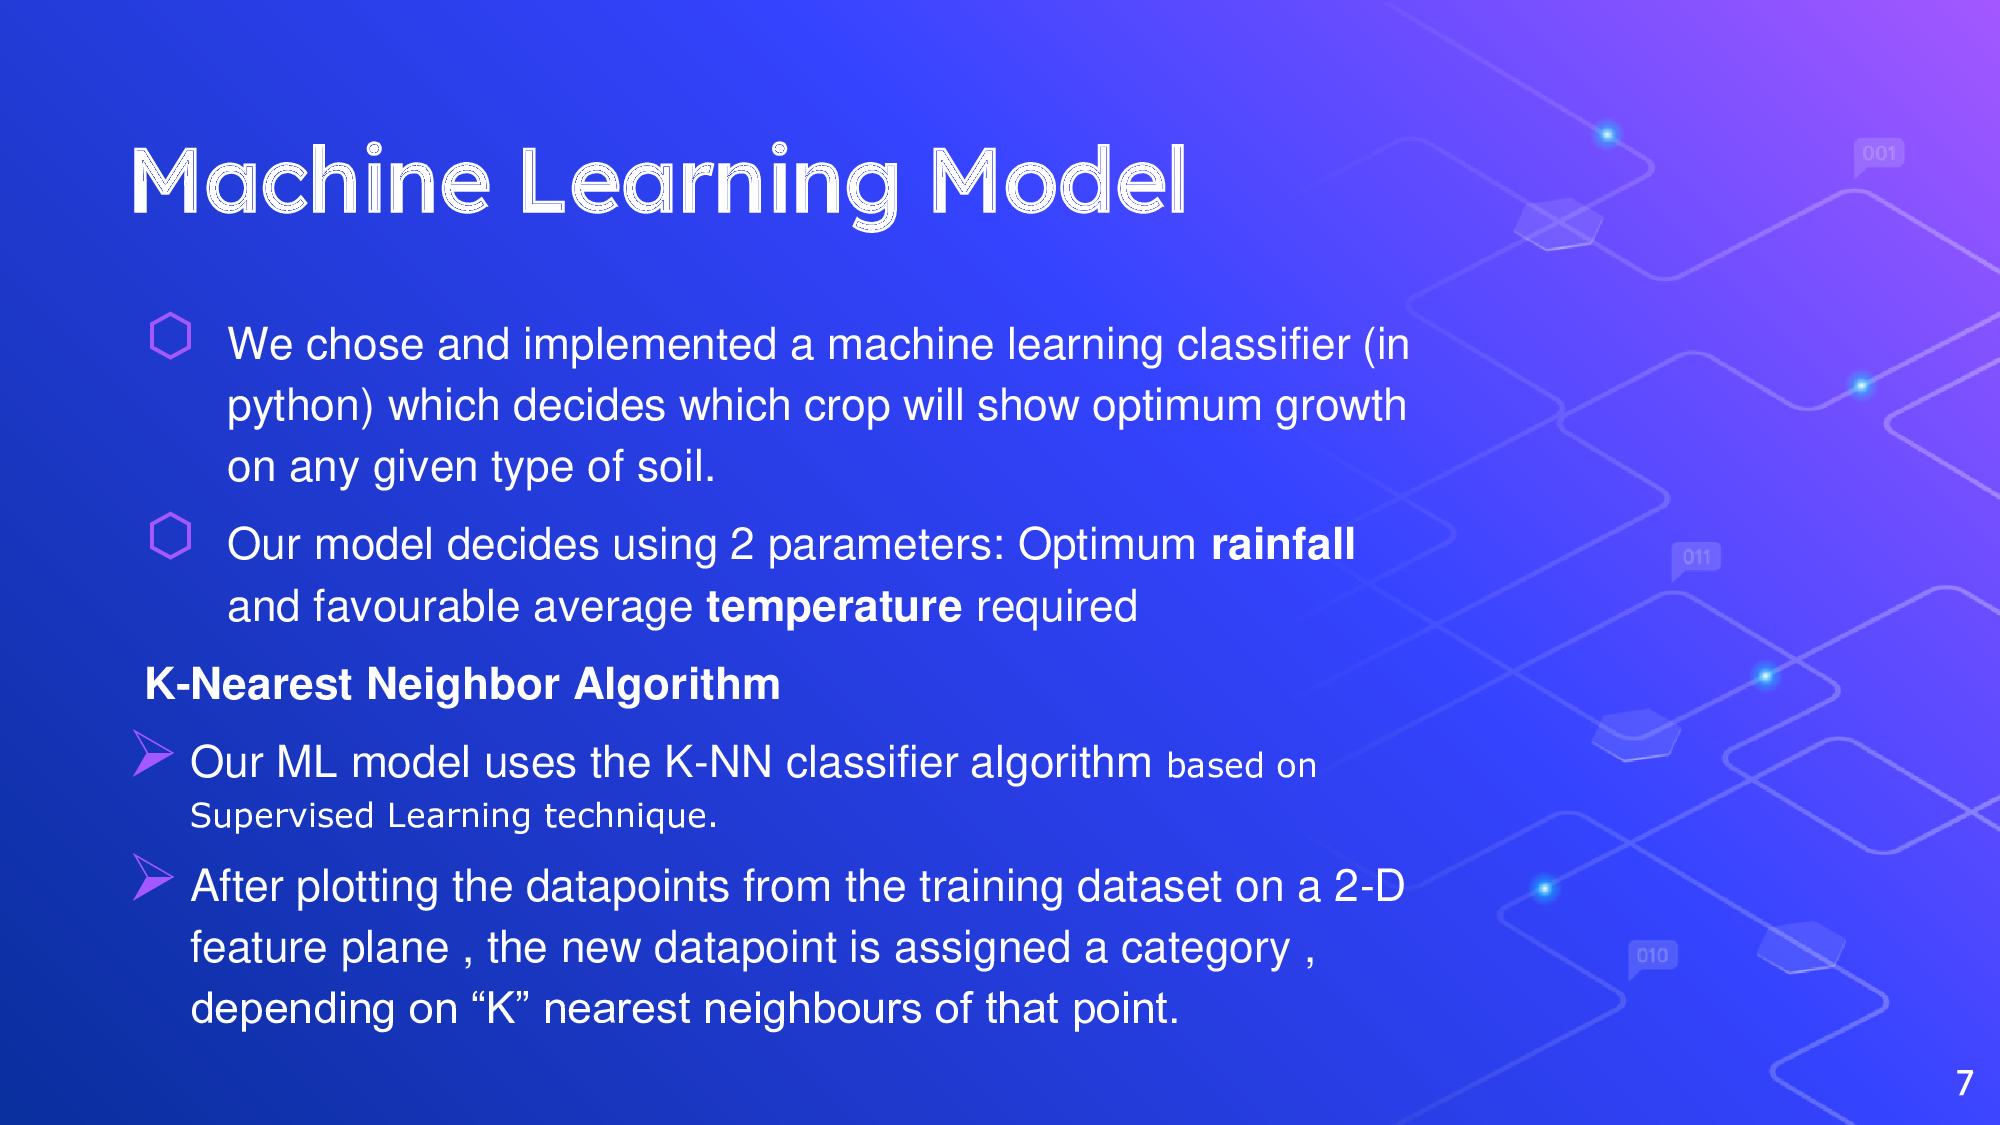 Machine Learning Model
001
We chose and implemented a machine learning classifier (in
python) which decides which crop will show optimum growth
on any given type of soil.
Our model decides using 2 parameters: Optimum rainfall
011
and favourable average temperature required
K-Nearest Neighbor Algorithm
Our ML model uses the K-NN classifier algorithm based on
Supervised Learning technique.
After plotting the datapoints from the training dataset on a 2-D
feature plane , the new datapoint is assigned a category ,
010
depending on “K” nearest neighbours of that point.
7